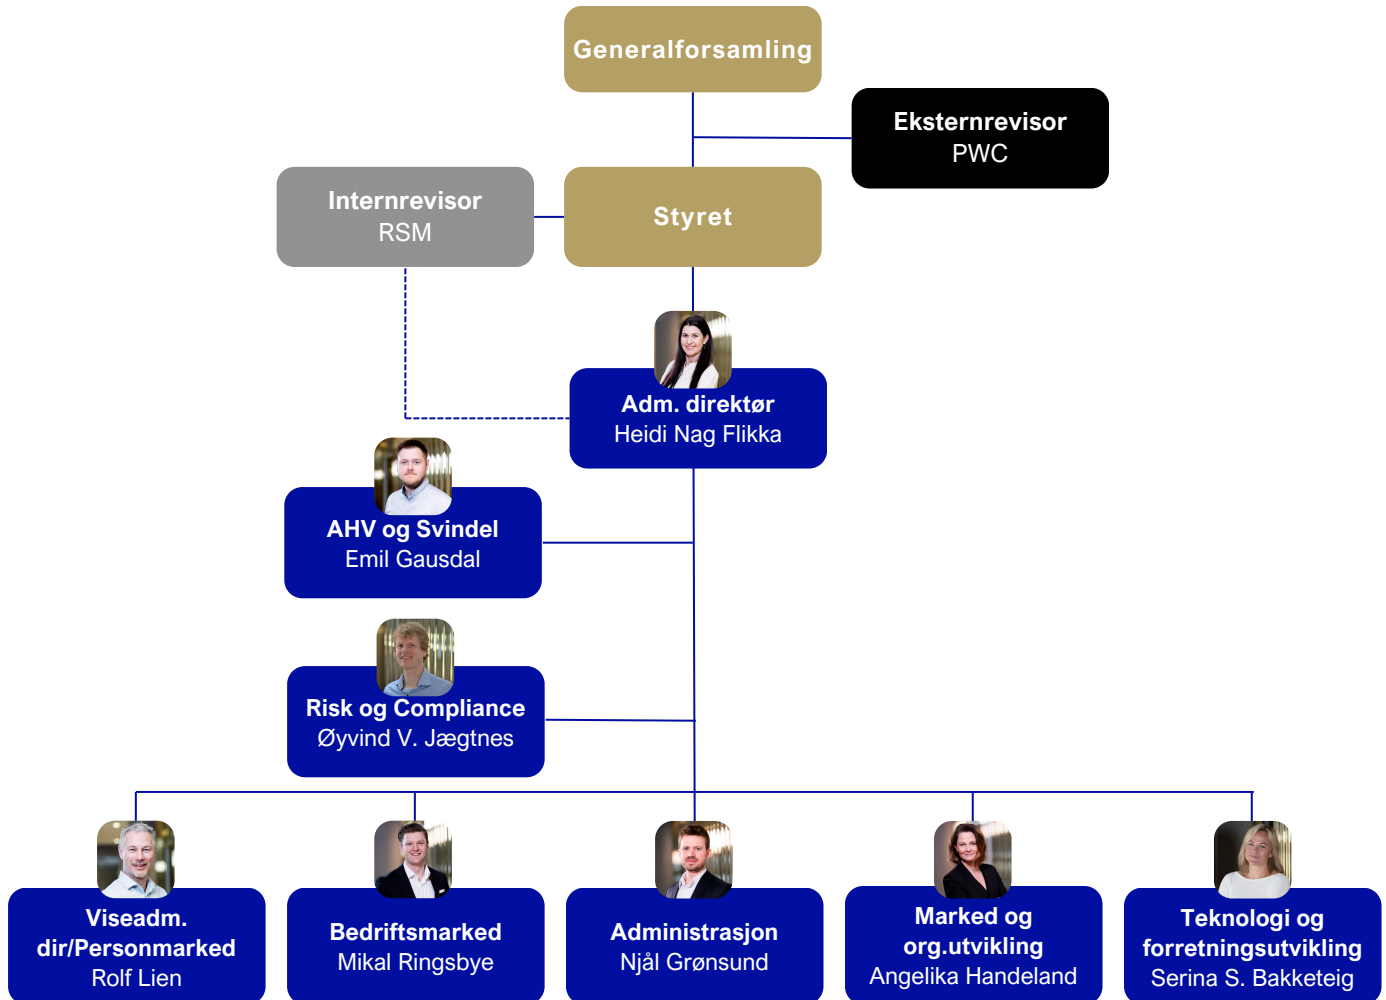 Generalforsamling
Eksternrevisor
PWC
Internrevisor
RSM
Styret
Adm. direktør
Heidi Nag Flikka
AHV og Svindel
Emil Gausdal
Risk og Compliance
Øyvind V. Jægtnes
Viseadm.
dir/Personmarked
Rolf Lien
Bedriftsmarked
Mikal Ringsbye
Administrasjon
Njål Grønsund
Marked og
org.utvikling
Angelika Handeland
Teknologi og
forretningsutvikling
Serina S. Bakketeig